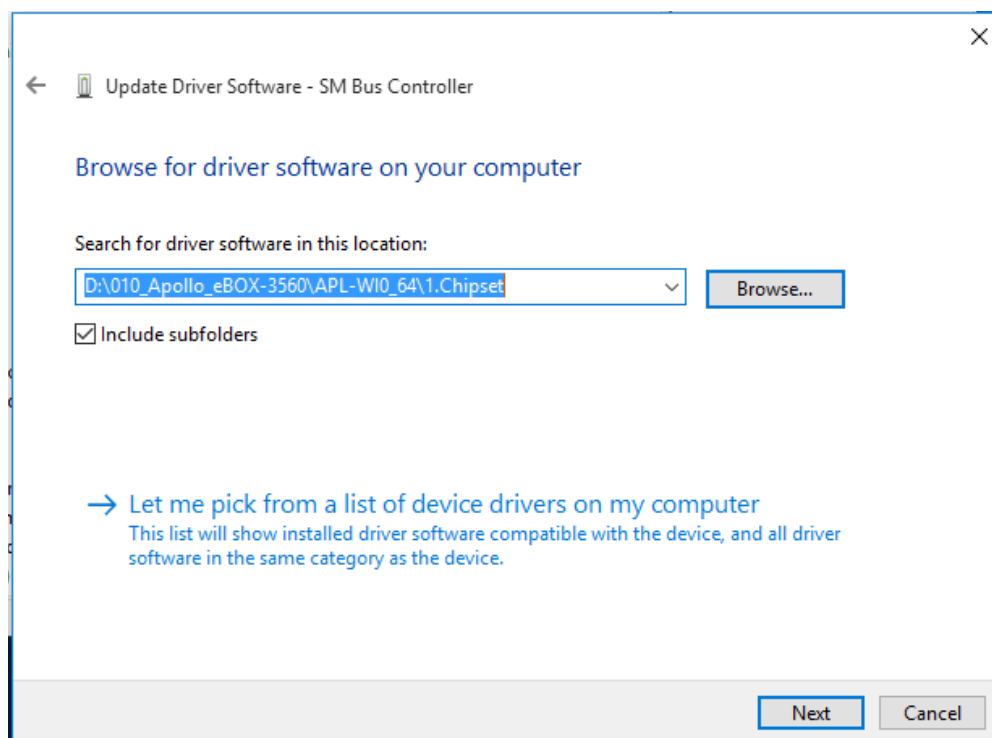 Update Driver Software - SM Bus Controller
Browse for driver software on your computer
Search for driver software in this location:
D:\010_Apollo_eBOX-3560\APL-WI0_64\1.Chipset
Browse...
Include subfolders
Let me pick from a list of device drivers on my computer
This list will show installed driver software compatible with the device, and all driver
software in the same category as the device.
Next
Cancel